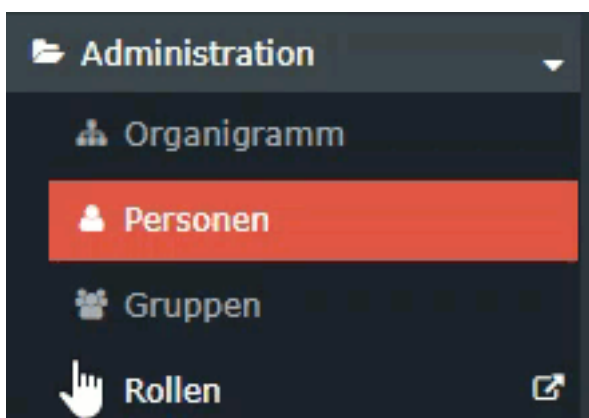 Administration
Organigramm
Personen
Gruppen
Rollen